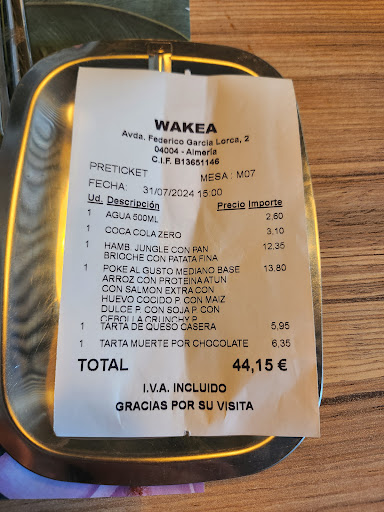 WAKEA
Avda. Federico Garcia Lorca, 2
04004 - Almería
C.I.F. B13651146
PRETICKET MESA : M07
FECHA: 31/07/2024 15:00
Ud. Descripción Precio Importe
1 AGUA 500ML 2,60
1 COCA COLA ZERO 3,10
1 HAMB. JUNGLE CON PAN 12,35
BRIOCHE CON PATATA FINA
1 POKE AL GUSTO MEDIANO BASE 13,80
ARROZ CON PROTEINA ATUN
CON SALMON EXTRA CON
HUEVO COCIDO P. CON MAIZ
DULCE P. CON SOJA P. CON
CEBOLLA CRUNCHY P.
1 TARTA DE QUESO CASERA 5,95
1 TARTA MUERTE POR CHOCOLATE 6,35
TOTAL 44,15 €
I.V.A. INCLUIDO
GRACIAS POR SU VISITA